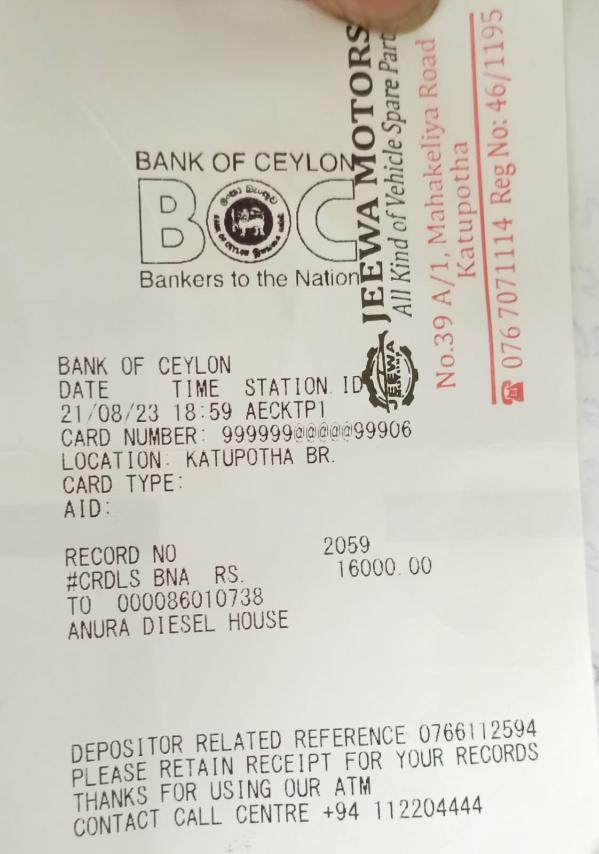 BANK OF CEYLON
BOC
Bankers to the Nation
JEEWA MOTORS
All Kind of Vehicle Spare Part
No.39 A/1, Mahakeliya Road
Katupotha
☎ 076 7071114 Reg No: 46/1195
JEEWA
BANK OF CEYLON
DATE TIME STATION ID
21/08/23 18:59 AECKTP1
CARD NUMBER: 999999@@@@@99906
LOCATION: KATUPOTHA BR.
CARD TYPE:
AID:
RECORD NO 2059
#CRDLS BNA RS. 16000.00
TO 000086010738
ANURA DIESEL HOUSE
DEPOSITOR RELATED REFERENCE 0766112594
PLEASE RETAIN RECEIPT FOR YOUR RECORDS
THANKS FOR USING OUR ATM
CONTACT CALL CENTRE +94 112204444